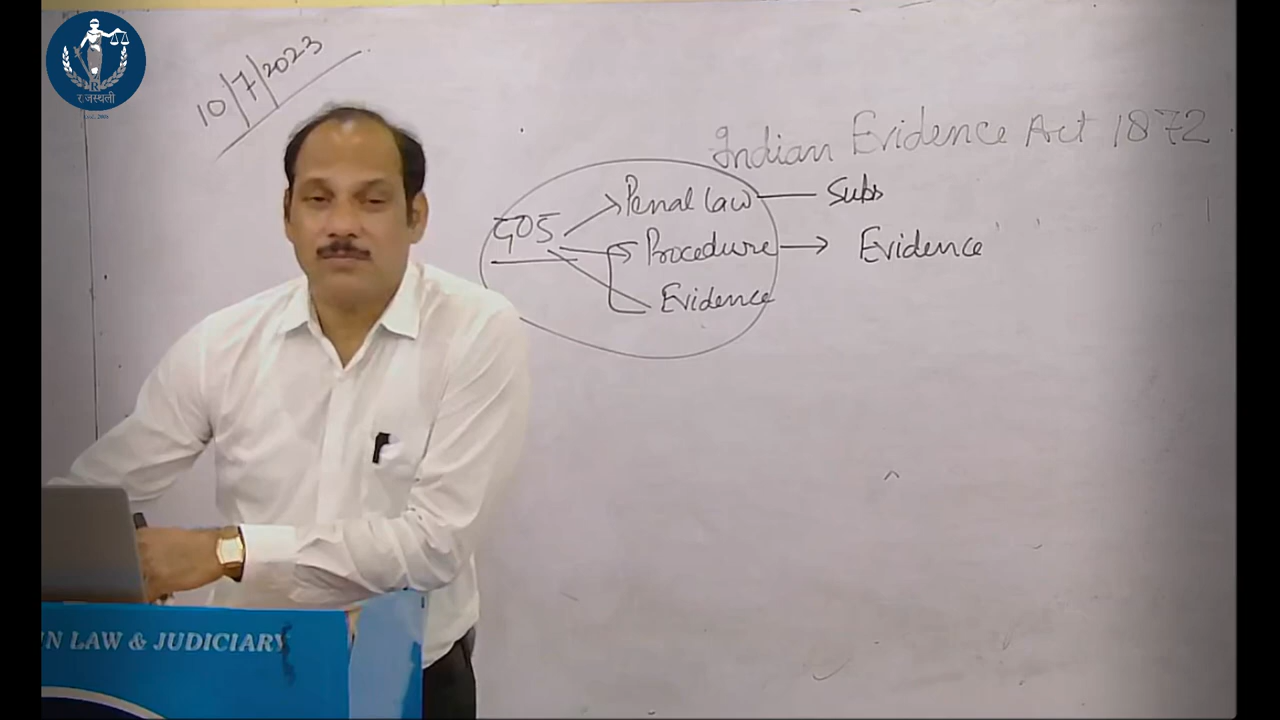 राजस्थली
10/7/2023
Indian Evidence Act 1872
GOS
Penal Law — Subs
Procedure → Evidence
Evidence
N LAW & JUDICIARY